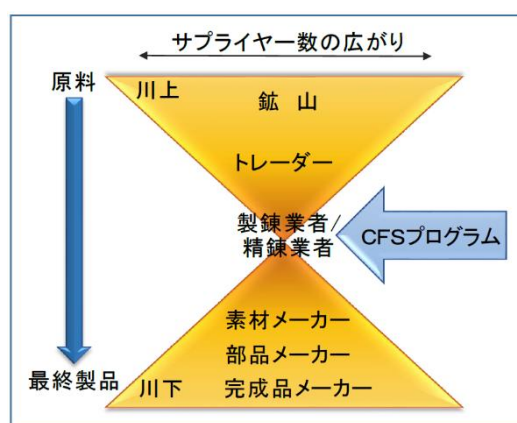 サプライヤー数の広がり
原料
川上
鉱 山
トレーダー
製錬業者/
精錬業者
CFSプログラム
素材メーカー
部品メーカー
最終製品
川下
完成品メーカー